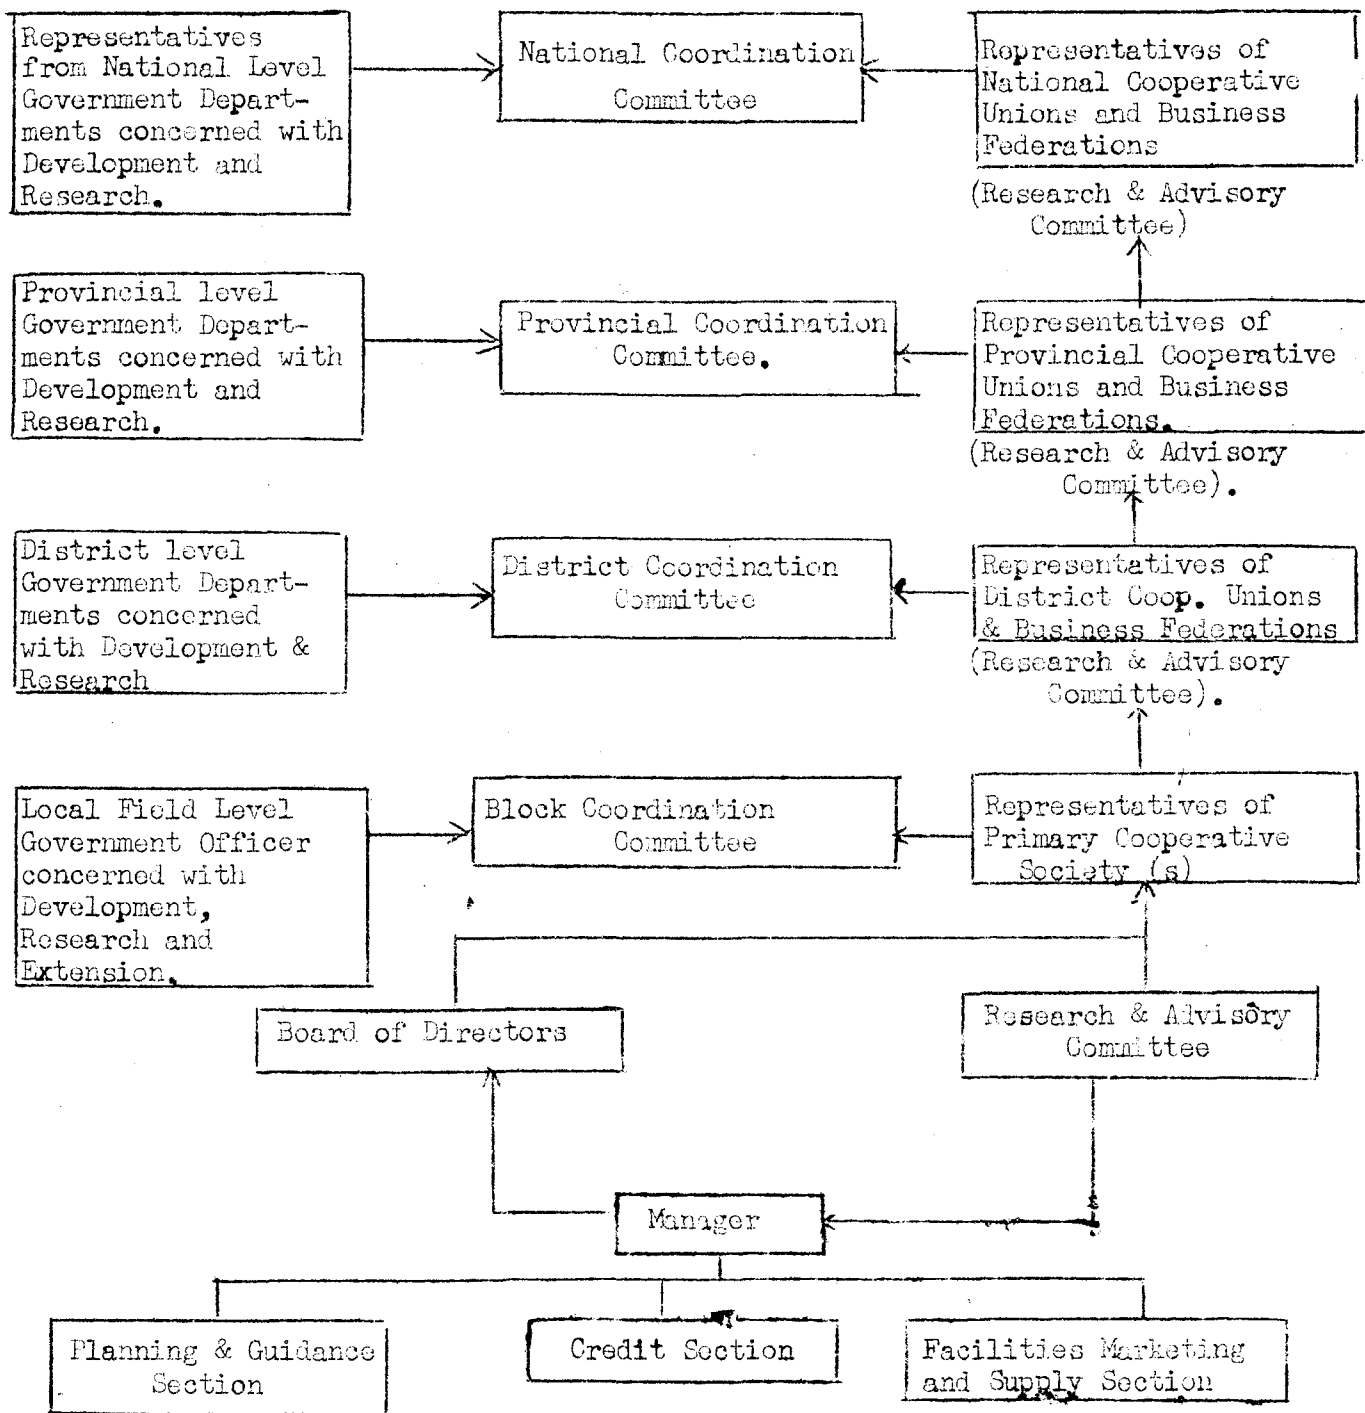 Representatives
from National Level
Government Depart-
ments concerned with
Development and
Research.
National Coordination
Committee
Representatives of
National Cooperative
Unions and Business
Federations
(Research & Advisory
Committee)
Provincial level
Government Depart-
ments concerned with
Development and
Research.
Provincial Coordination
Committee.
Representatives of
Provincial Cooperative
Unions and Business
Federations.
(Research & Advisory
Committee).
District level
Government Depart-
ments concerned
with Development &
Research
District Coordination
Committee
Representatives of
District Coop. Unions
& Business Federations
(Research & Advisory
Committee).
Local Field Level
Government Officer
concerned with
Development,
Research and
Extension.
Block Coordination
Committee
Representatives of
Primary Cooperative
Society (s)
Board of Directors
Research & Advisory
Committee
Manager
Planning & Guidance
Section
Credit Section
Facilities Marketing
and Supply Section